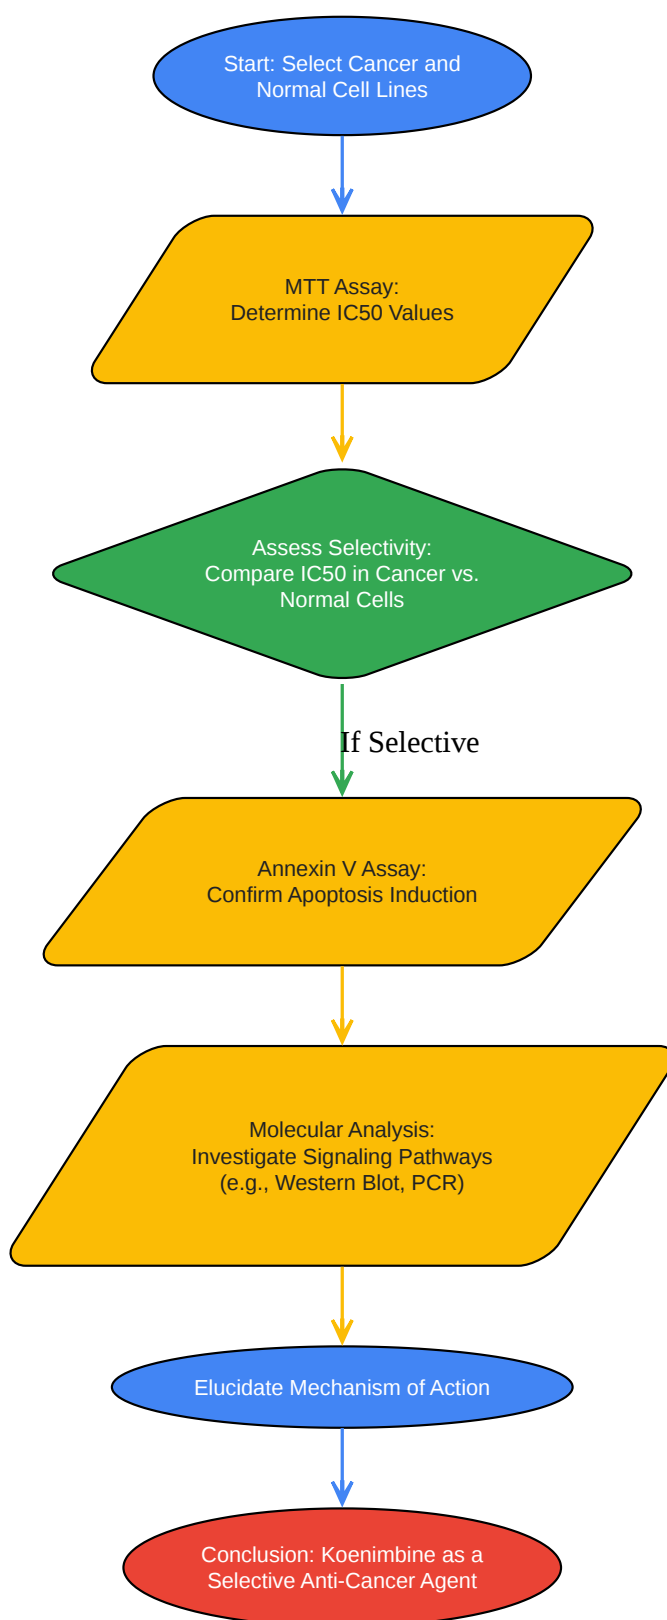 Start: Select Cancer and
Normal Cell Lines
MTT Assay:
Determine IC50 Values
Assess Selectivity:
Compare IC50 in Cancer vs.
Normal Cells
If Selective
Annexin V Assay:
Confirm Apoptosis Induction
Molecular Analysis:
Investigate Signaling Pathways
(e.g., Western Blot, PCR)
Elucidate Mechanism of Action
Conclusion: Koenimbine as a
Selective Anti-Cancer Agent